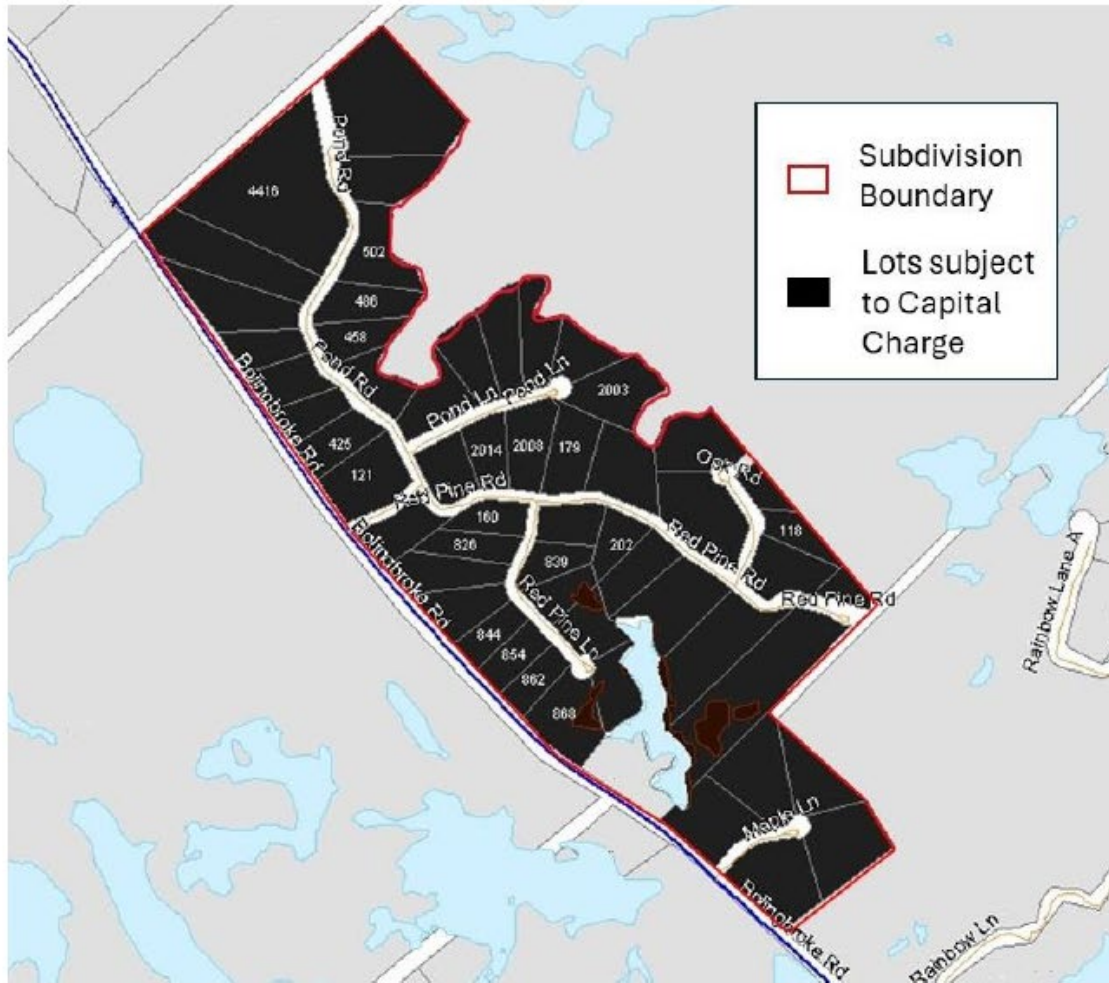 Subdivision
Boundary
Lots subject
to Capital
Charge
Pond Rd
4416
502
486
458
Pond Rd
Bolingbroke Rd
Pond Ln
Pond Ln
2003
425
2014
2008
179
121
Oak Rd
Red Pine Rd
160
118
Bolingbroke Rd
826
202
Red Pine Rd
839
Red Pine Rd
Red Pine Ln
844
854
862
868
Rainbow Lane A
Maple Ln
Bolingbroke Rd
Rainbow Ln